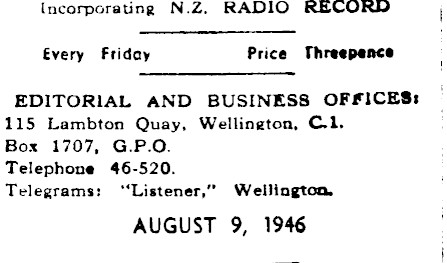 Incorporating N.Z. RADIO RECORD
Every Friday Price Threepence
EDITORIAL AND BUSINESS OFFICES:
115 Lambton Quay, Wellington, C.1.
Box 1707, G.P.O.
Telephone 46-520.
Telegrams: "Listener," Wellington.
AUGUST 9, 1946